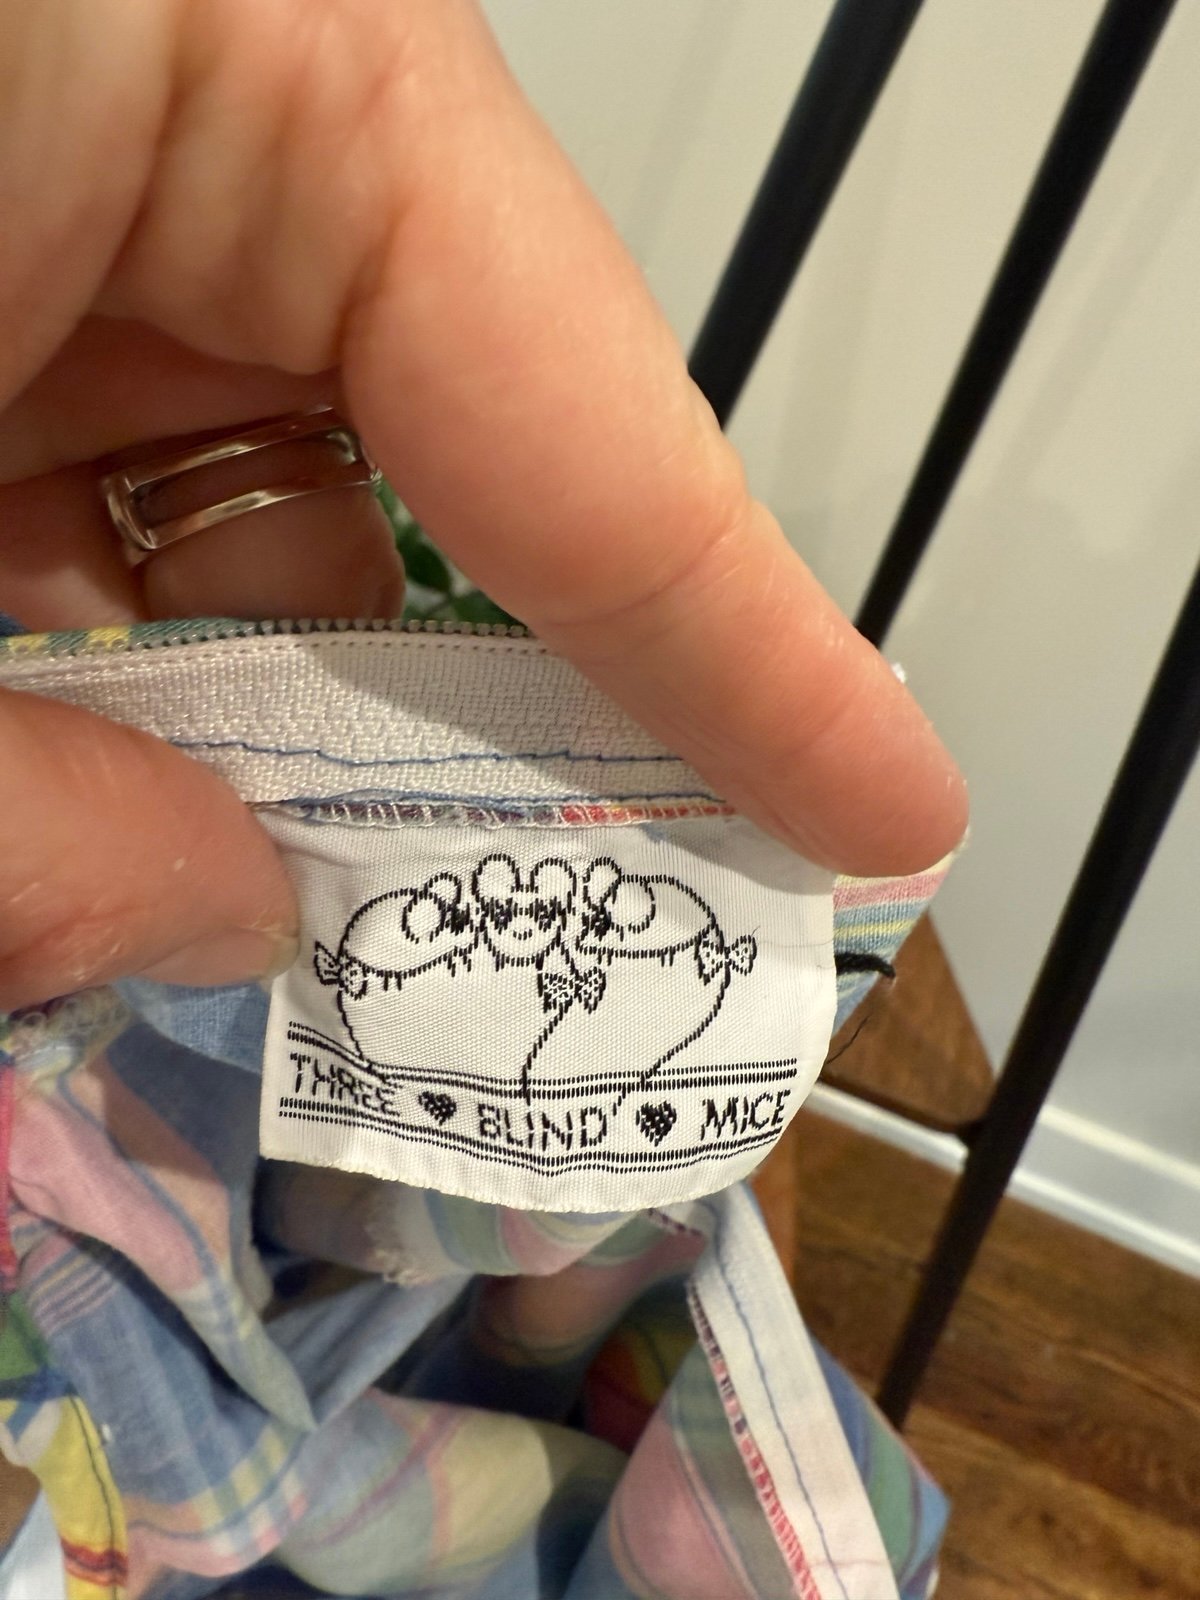 THREE ♥ BLIND ♥ MICE